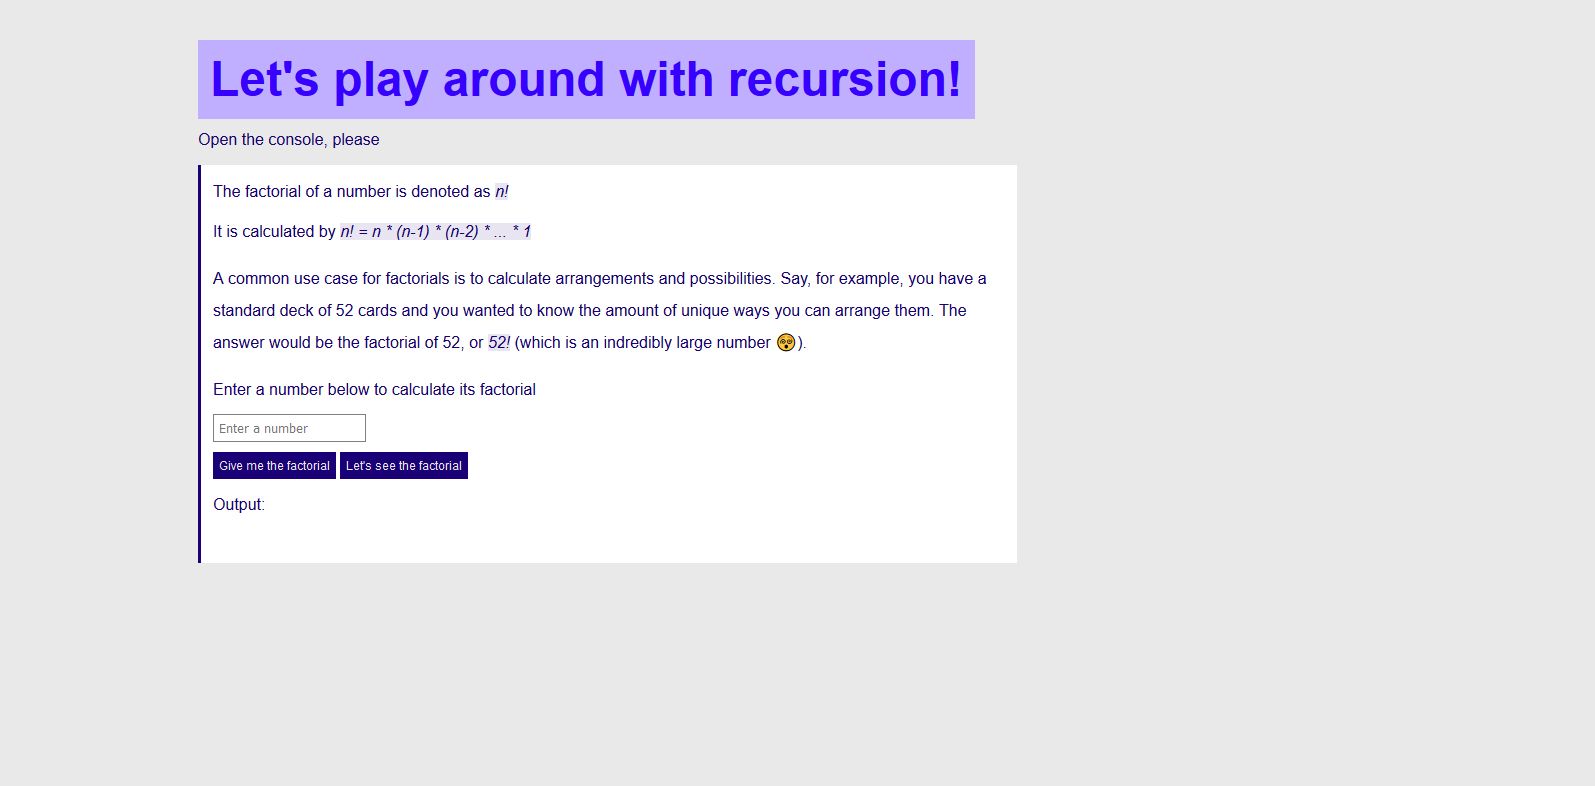 Let's play around with recursion!
Open the console, please
The factorial of a number is denoted as n!
It is calculated by n! = n * (n-1) * (n-2) * ... * 1
A common use case for factorials is to calculate arrangements and possibilities. Say, for example, you have a
standard deck of 52 cards and you wanted to know the amount of unique ways you can arrange them. The
answer would be the factorial of 52, or 52! (which is an indredibly large number 😵).
Enter a number below to calculate its factorial
Enter a number
Give me the factorial Let's see the factorial
Output: